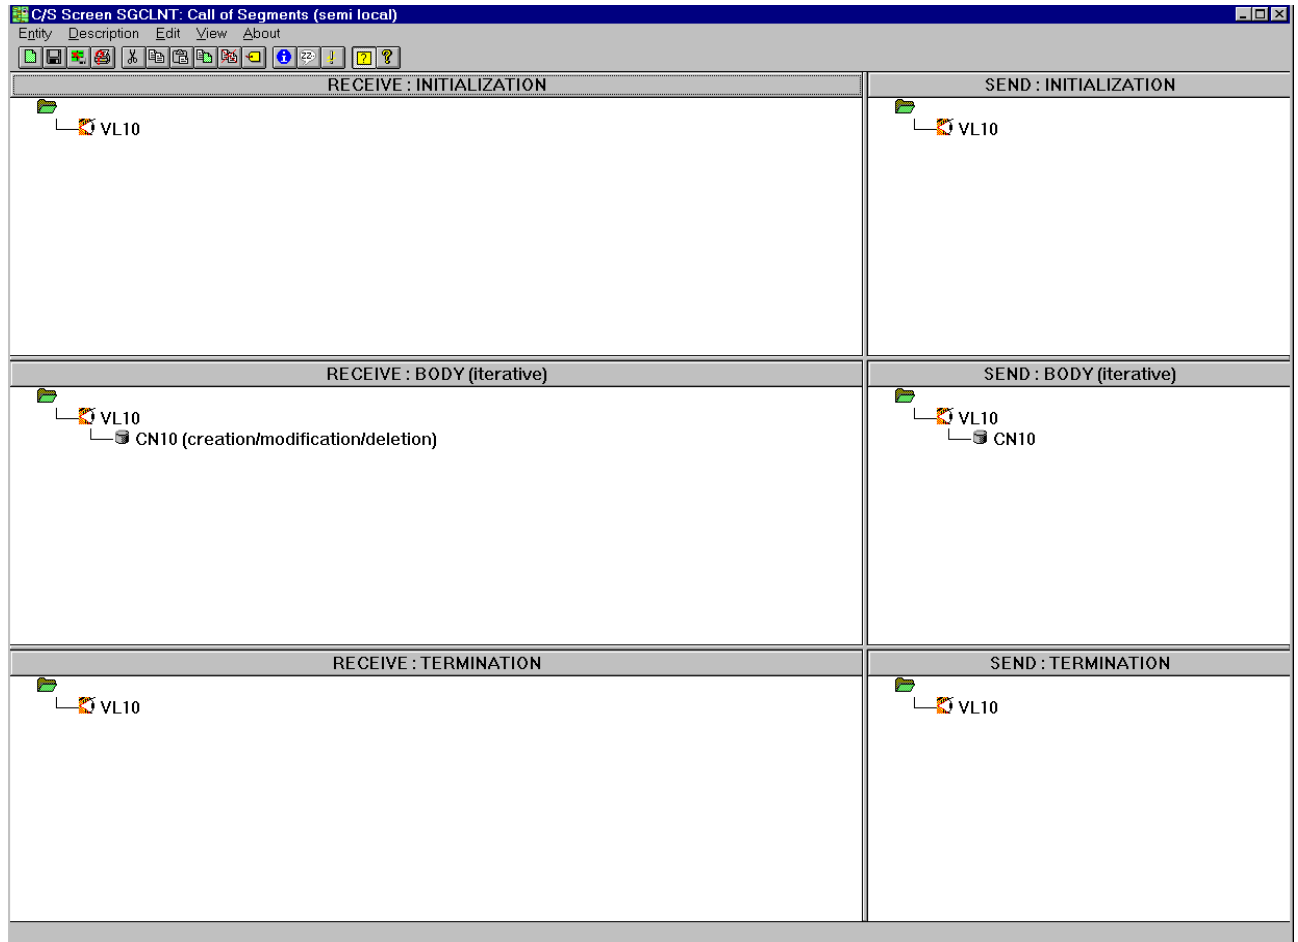 C/S Screen SGCLNT: Call of Segments (semi local)
Entity Description Edit View About
RECEIVE : INITIALIZATION
VL10
SEND : INITIALIZATION
VL10
RECEIVE : BODY (iterative)
VL10
CN10 (creation/modification/deletion)
SEND : BODY (iterative)
VL10
CN10
RECEIVE : TERMINATION
VL10
SEND : TERMINATION
VL10